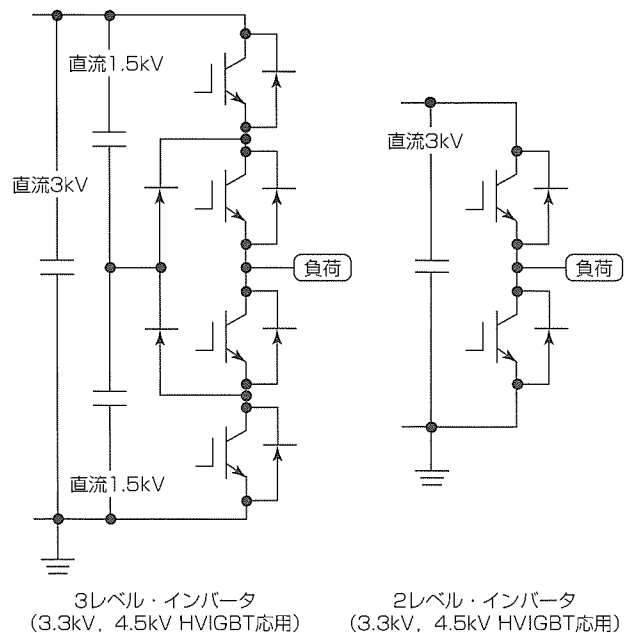 直流1.5kV
直流3kV
負荷
直流1.5kV
3レベル・インバータ
(3.3kV，4.5kV HVIGBT応用)
直流3kV
負荷
2レベル・インバータ
(3.3kV，4.5kV HVIGBT応用)